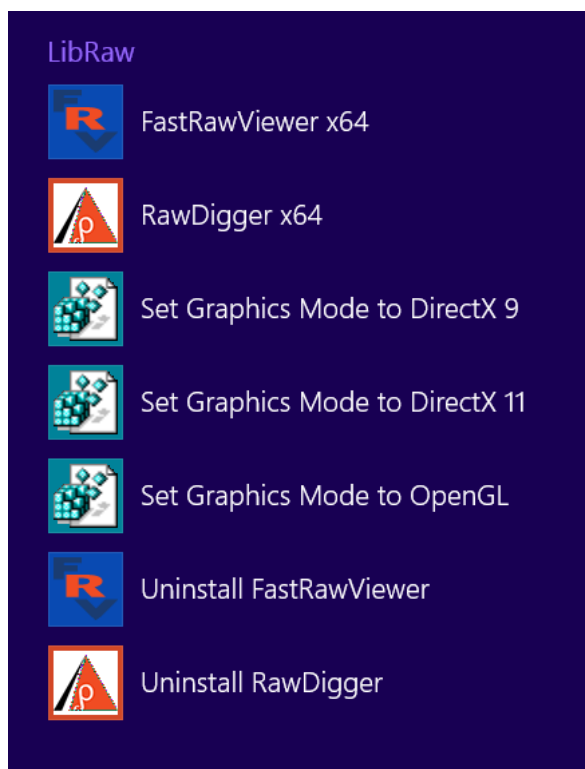 LibRaw
FastRawViewer x64
RawDigger x64
Set Graphics Mode to DirectX 9
Set Graphics Mode to DirectX 11
Set Graphics Mode to OpenGL
Uninstall FastRawViewer
Uninstall RawDigger